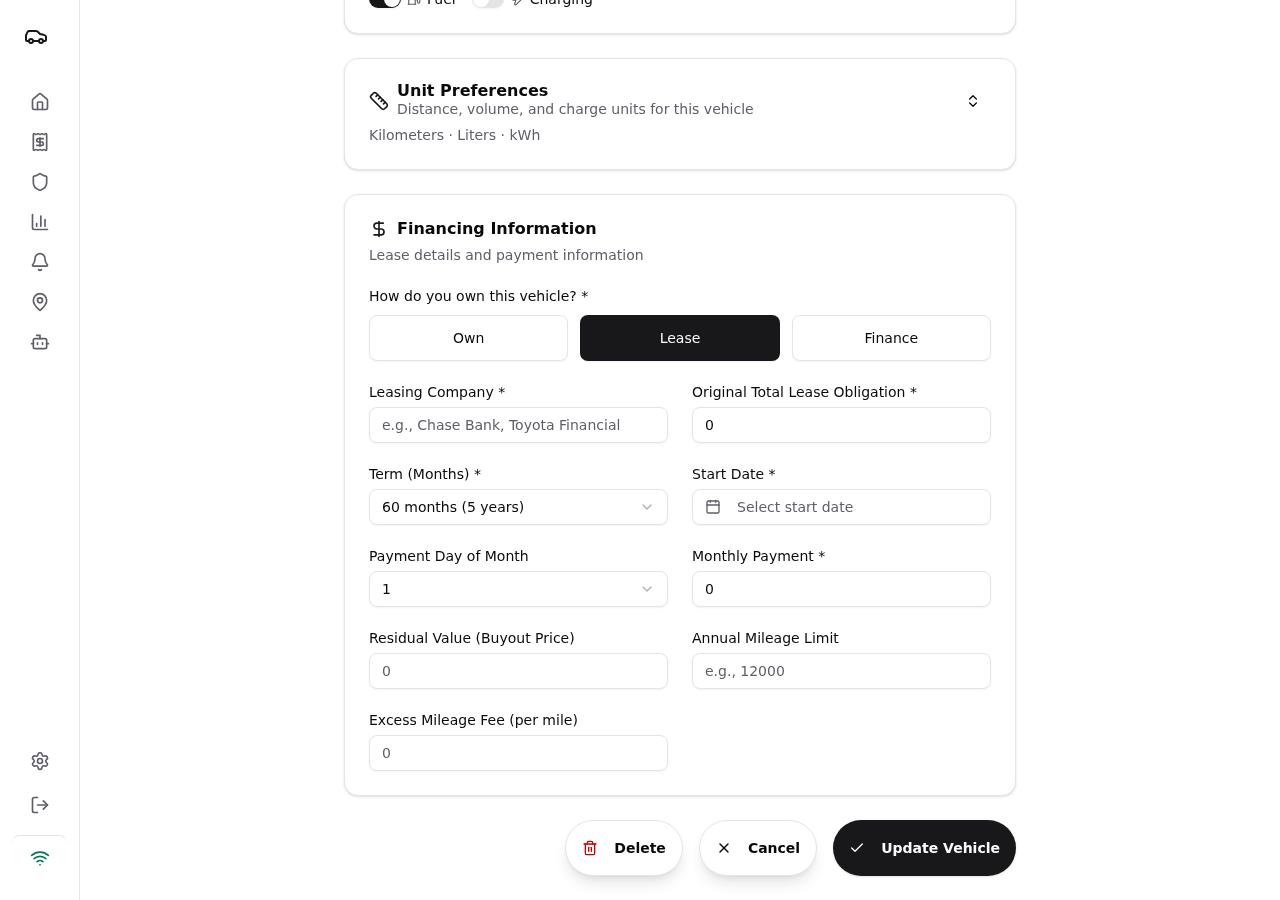 Fuel Charging
Unit Preferences
Distance, volume, and charge units for this vehicle
Kilometers · Liters · kWh
Financing Information
Lease details and payment information
How do you own this vehicle? *
Own Lease Finance
Leasing Company * Original Total Lease Obligation *
e.g., Chase Bank, Toyota Financial 0
Term (Months) * Start Date *
60 months (5 years) Select start date
Payment Day of Month Monthly Payment *
1 0
Residual Value (Buyout Price) Annual Mileage Limit
0 e.g., 12000
Excess Mileage Fee (per mile)
0
Delete Cancel Update Vehicle